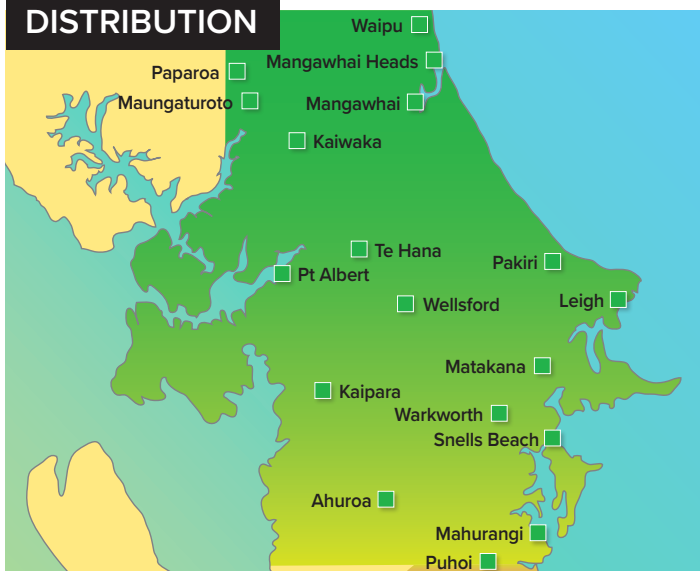 DISTRIBUTION
Waipu
Mangawhai Heads
Paparoa
Maungaturoto
Mangawhai
Kaiwaka
Te Hana
Pakiri
Pt Albert
Leigh
Wellsford
Matakana
Kaipara
Warkworth
Snells Beach
Ahuroa
Mahurangi
Puhoi